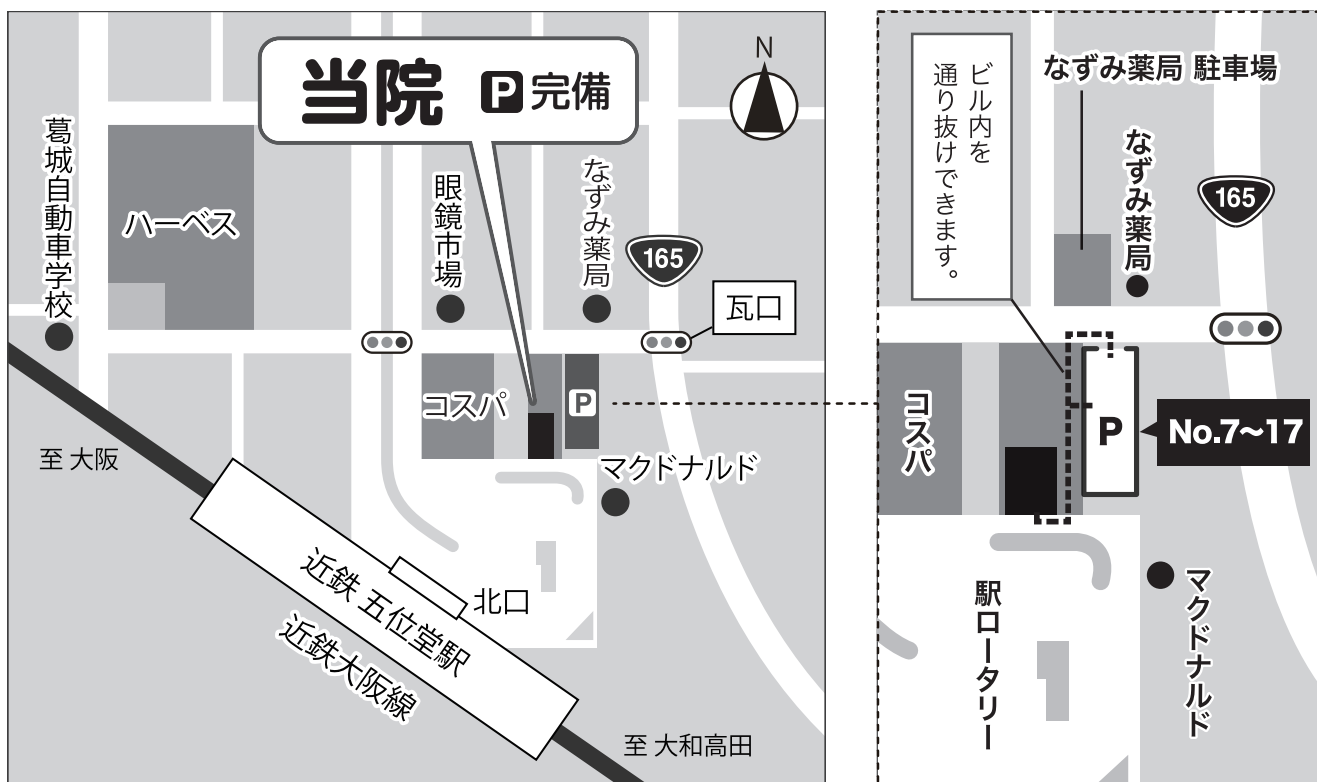 当院 P 完備
N
葛城自動車学校
ハーベス
眼鏡市場
なずみ薬局
165
瓦口
コスパ
P
マクドナルド
至 大阪
近鉄 五位堂駅
北口
近鉄大阪線
至 大和高田
ビル内を
通り抜けできます。
なずみ薬局 駐車場
なずみ薬局
165
コスパ
P
No.7〜17
駅ロータリー
マクドナルド